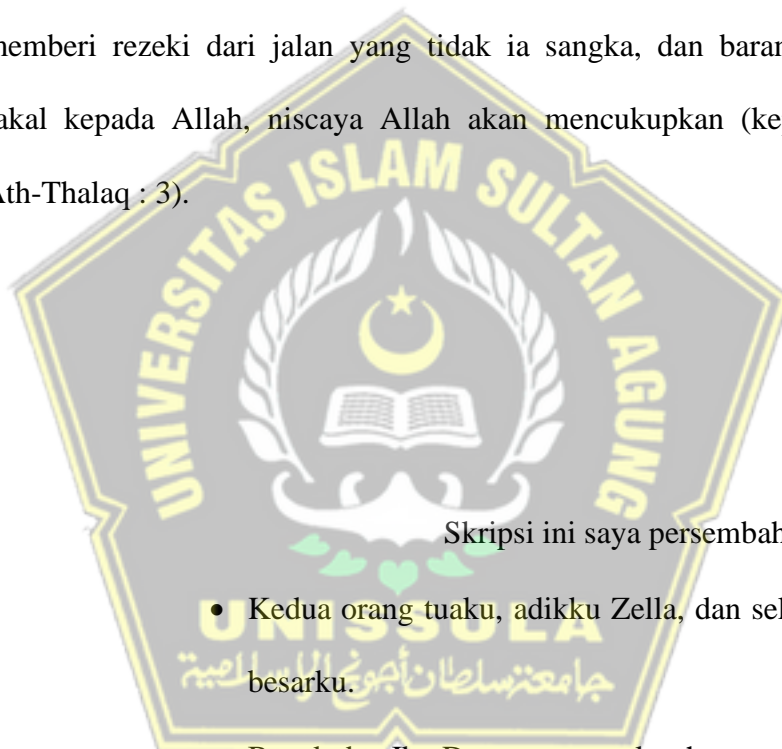 memberi rezeki dari jalan yang tidak ia sangka, dan baran
akal kepada Allah, niscaya Allah akan mencukupkan (ke
Ath-Thalaq : 3).
UNIVERSITAS ISLAM SULTAN AGUNG
Skripsi ini saya persembah
• Kedua orang tuaku, adikku Zella, dan sel
besarku.
UNISSULA
جامعتسلطان أجونج الإسلامية